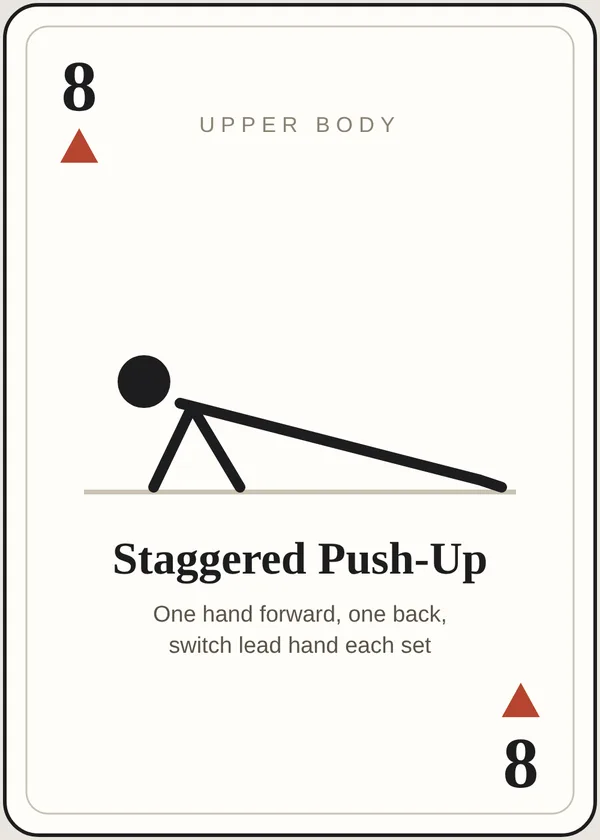 8
UPPER BODY
Staggered Push-Up
One hand forward, one back,
switch lead hand each set
8